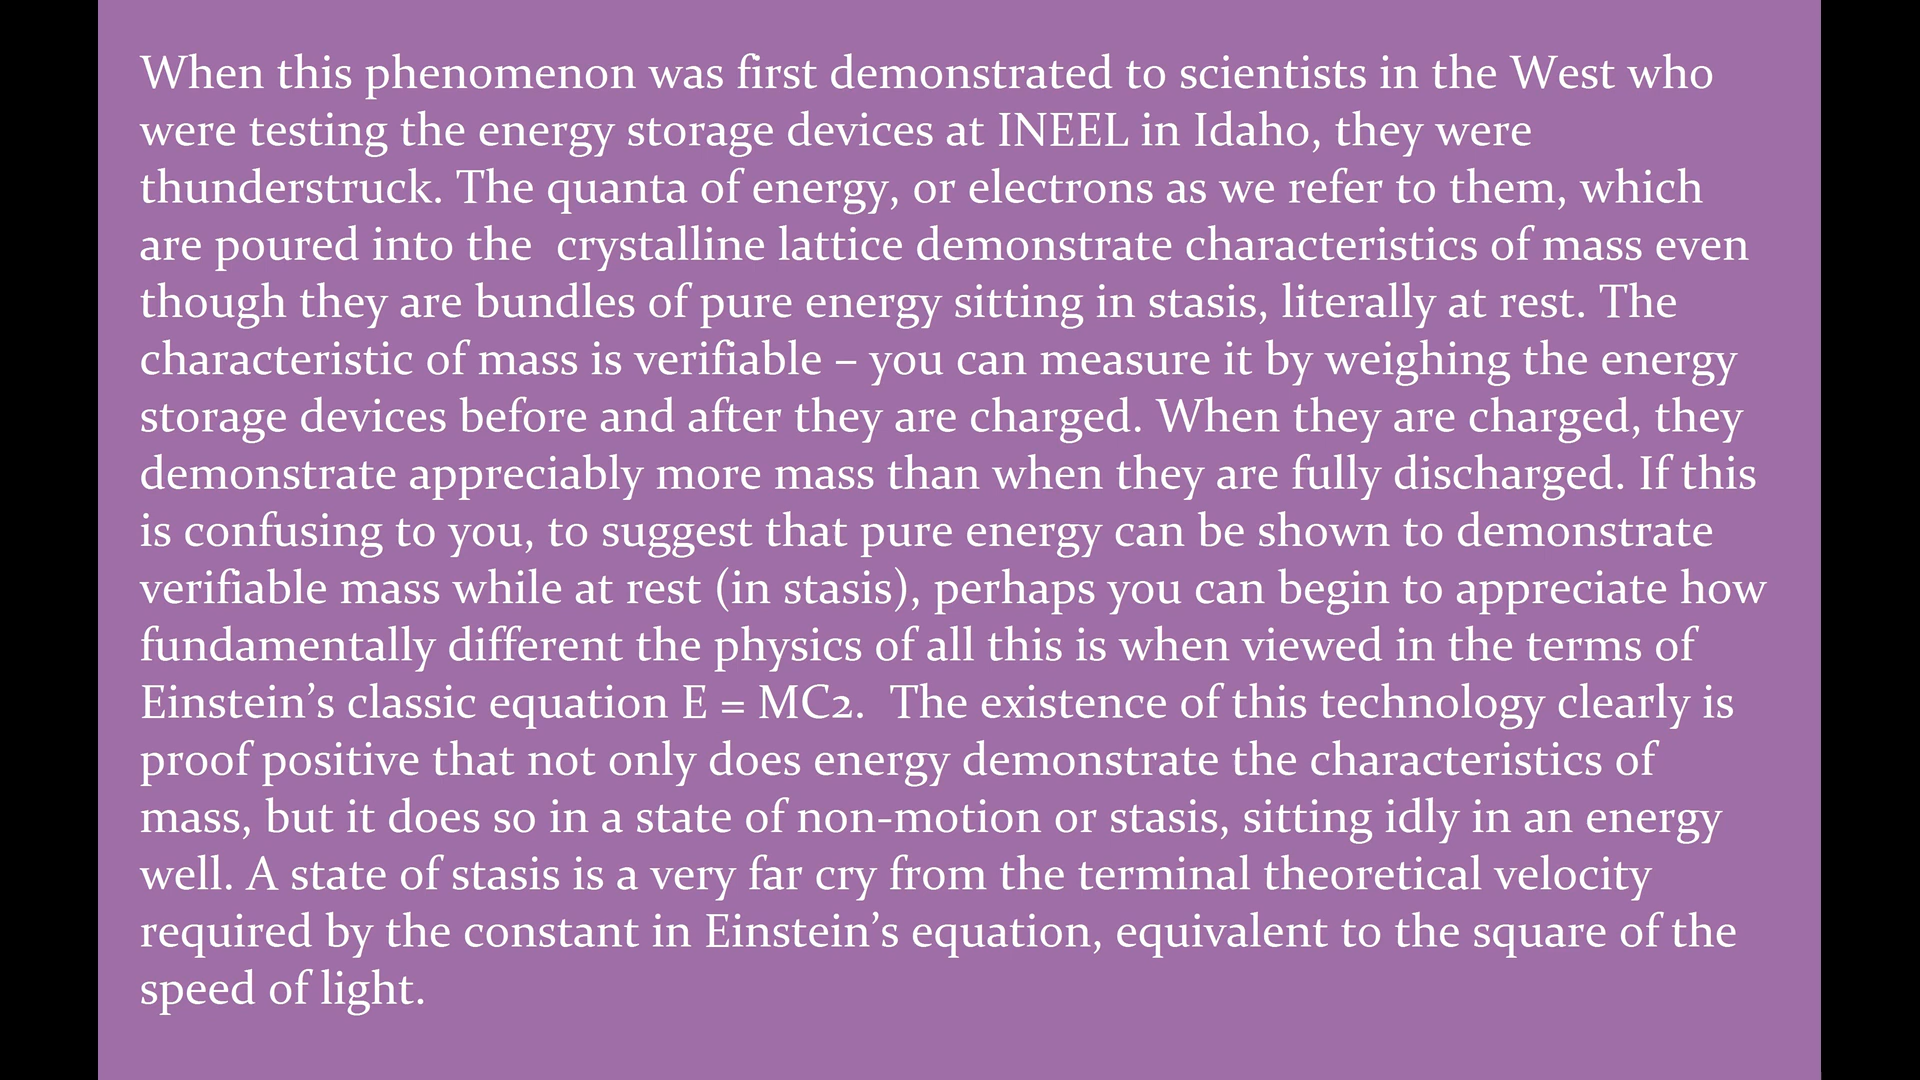 When this phenomenon was first demonstrated to scientists in the West who
were testing the energy storage devices at INEEL in Idaho, they were
thunderstruck. The quanta of energy, or electrons as we refer to them, which
are poured into the  crystalline lattice demonstrate characteristics of mass even
though they are bundles of pure energy sitting in stasis, literally at rest. The
characteristic of mass is verifiable – you can measure it by weighing the energy
storage devices before and after they are charged. When they are charged, they
demonstrate appreciably more mass than when they are fully discharged. If this
is confusing to you, to suggest that pure energy can be shown to demonstrate
verifiable mass while at rest (in stasis), perhaps you can begin to appreciate how
fundamentally different the physics of all this is when viewed in the terms of
Einstein’s classic equation E = MC2.  The existence of this technology clearly is
proof positive that not only does energy demonstrate the characteristics of
mass, but it does so in a state of non-motion or stasis, sitting idly in an energy
well. A state of stasis is a very far cry from the terminal theoretical velocity
required by the constant in Einstein’s equation, equivalent to the square of the
speed of light.